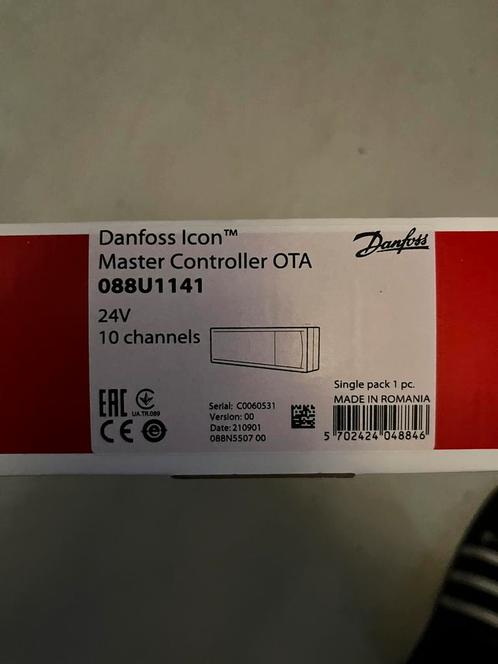 Danfoss Icon™
Master Controller OTA
088U1141
Danfoss
24V
10 channels
EAC
UA.TR.089
CE
Serial: C0060531
Version: 00
Date: 210901
088N5507 00
Single pack 1 pc.
MADE IN ROMANIA
5 702424 048846